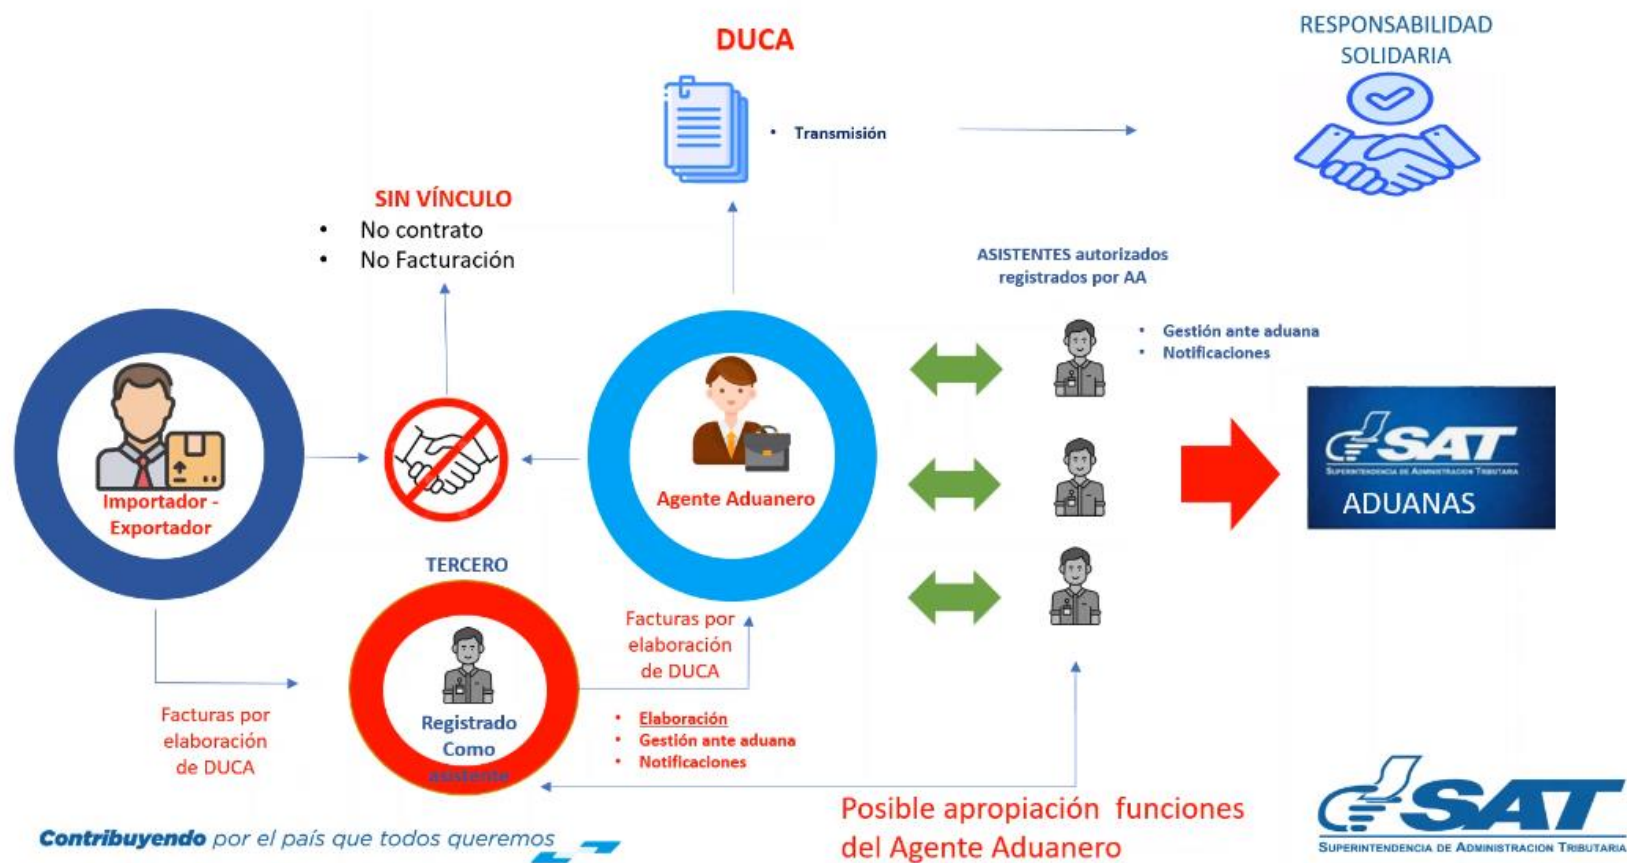 DUCA
• Transmisión
RESPONSABILIDAD
SOLIDARIA
SIN VÍNCULO
• No contrato
• No Facturación
ASISTENTES autorizados
registrados por AA
• Gestión ante aduana
• Notificaciones
Importador -
Exportador
Agente Aduanero
SAT
SUPERINTENDENCIA DE ADMINISTRACION TRIBUTARIA
ADUANAS
TERCERO
Registrado
Como
asistente
Facturas por
elaboración
de DUCA
Facturas por
elaboración
de DUCA
• Elaboración
• Gestión ante aduana
• Notificaciones
Posible apropiación funciones
del Agente Aduanero
Contribuyendo por el país que todos queremos
SAT
SUPERINTENDENCIA DE ADMINISTRACION TRIBUTARIA